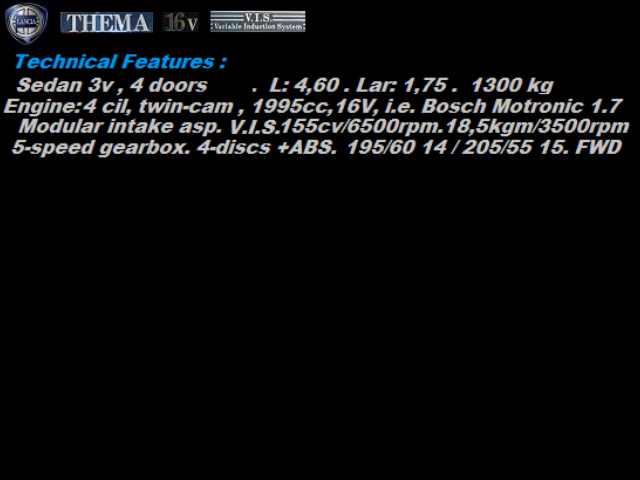 LANCIA THEMA 16v V.I.S.
Variable Induction System
Technical Features :
Sedan 3v , 4 doors . L: 4,60 . Lar: 1,75 . 1300 kg
Engine: 4 cil, twin-cam , 1995cc,16V, i.e. Bosch Motronic 1.7
Modular intake asp. V.I.S. 155cv/6500rpm. 18,5kgm/3500rpm
5-speed gearbox. 4-discs +ABS. 195/60 14 / 205/55 15. FWD